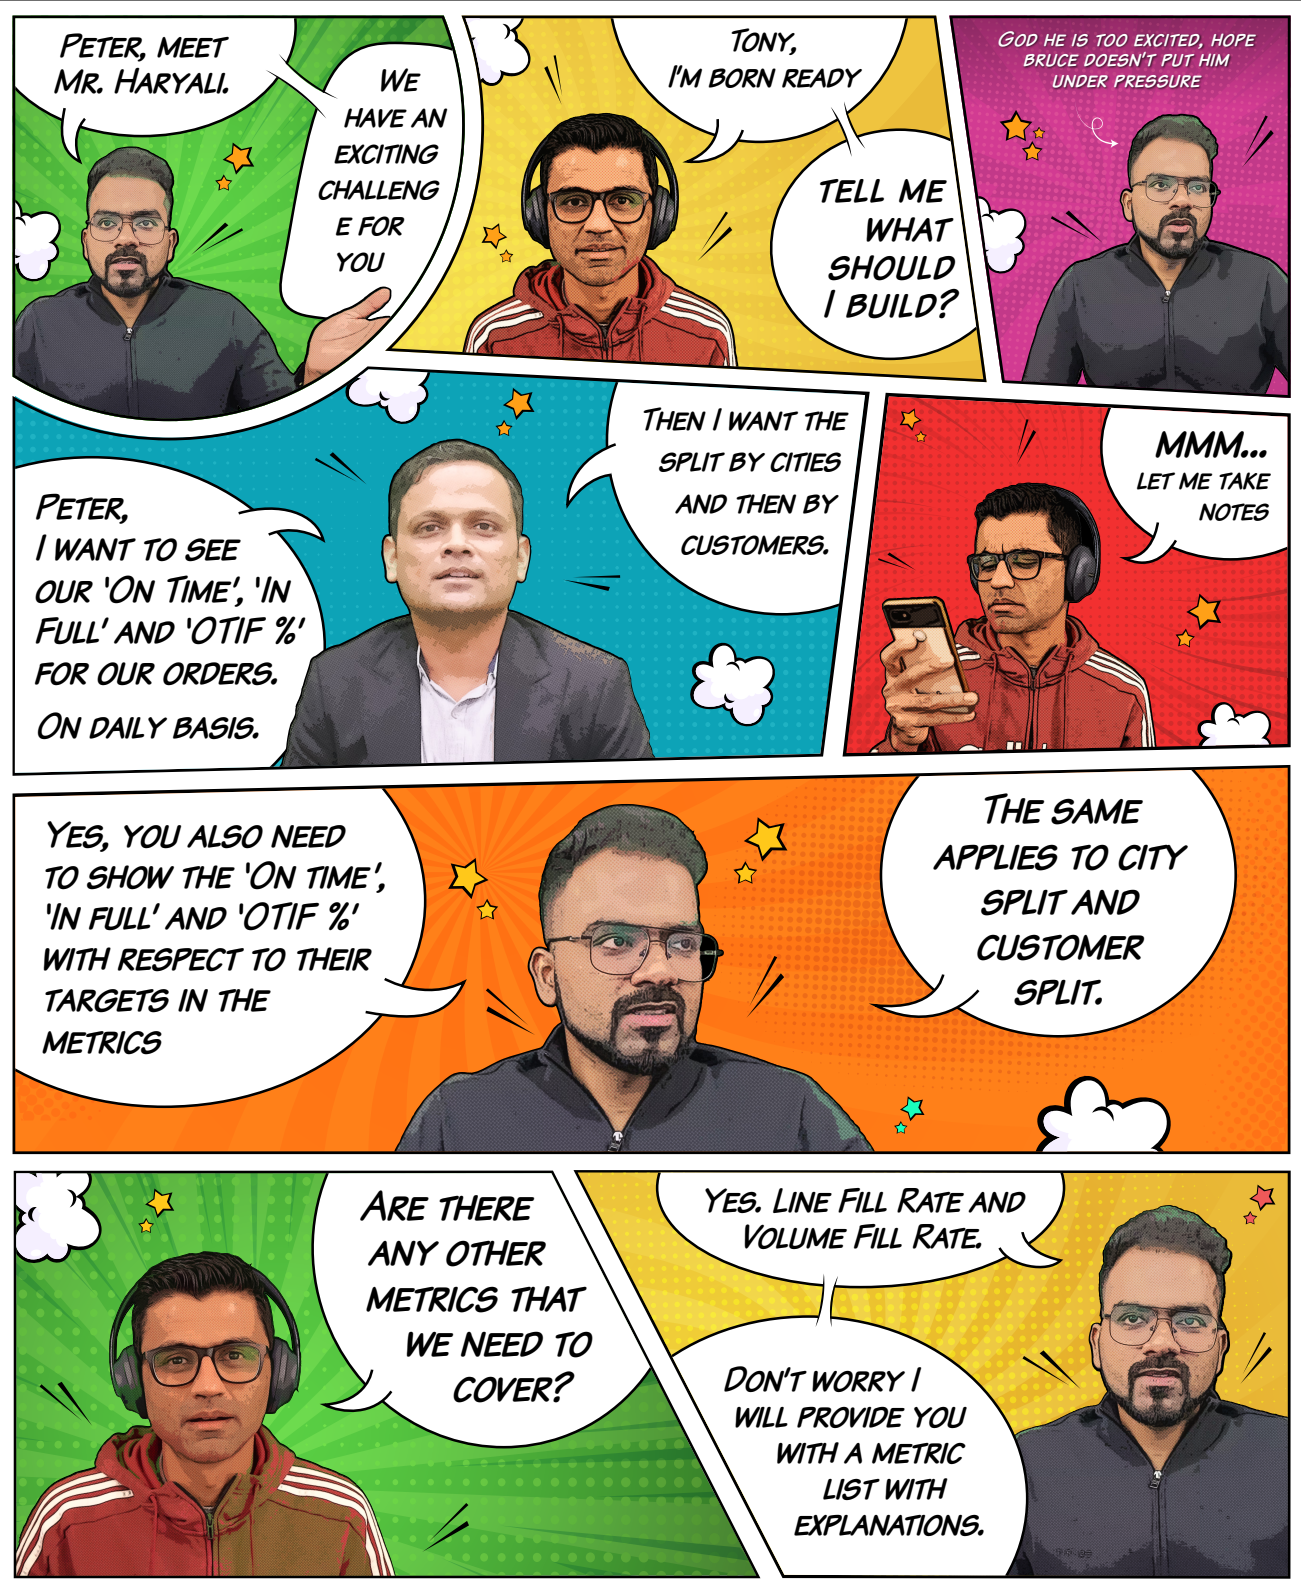 PETER, MEET
MR. HARYALI.
WE
HAVE AN
EXCITING
CHALLENG
E FOR
YOU
TONY,
I'M BORN READY
TELL ME
WHAT
SHOULD
I BUILD?
GOD HE IS TOO EXCITED, HOPE
BRUCE DOESN'T PUT HIM
UNDER PRESSURE
PETER,
I WANT TO SEE
OUR 'ON TIME', 'IN
FULL' AND 'OTIF %'
FOR OUR ORDERS.
ON DAILY BASIS.
THEN I WANT THE
SPLIT BY CITIES
AND THEN BY
CUSTOMERS.
MMM...
LET ME TAKE
NOTES
YES, YOU ALSO NEED
TO SHOW THE 'ON TIME',
'IN FULL' AND 'OTIF %'
WITH RESPECT TO THEIR
TARGETS IN THE
METRICS
THE SAME
APPLIES TO CITY
SPLIT AND
CUSTOMER
SPLIT.
ARE THERE
ANY OTHER
METRICS THAT
WE NEED TO
COVER?
YES. LINE FILL RATE AND
VOLUME FILL RATE.
DON'T WORRY I
WILL PROVIDE YOU
WITH A METRIC
LIST WITH
EXPLANATIONS.